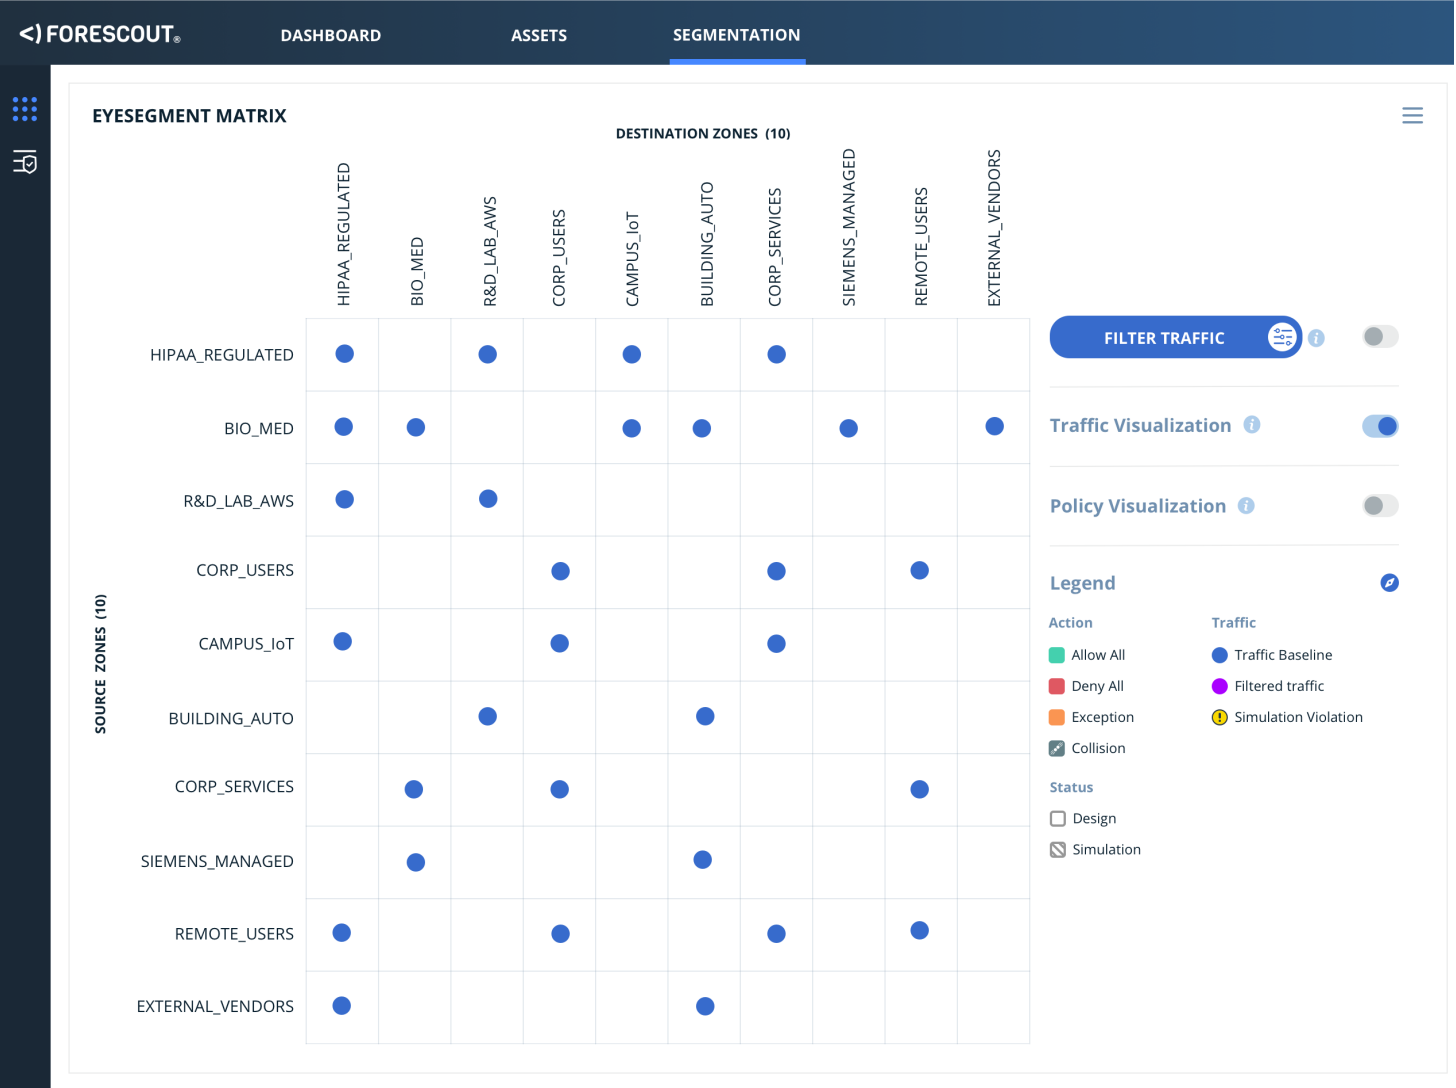 <) FORESCOUT®
DASHBOARD
ASSETS
SEGMENTATION
EYESEGMENT MATRIX
DESTINATION ZONES (10)
HIPAA_REGULATED
BIO_MED
R&D_LAB_AWS
CORP_USERS
CAMPUS_IoT
BUILDING_AUTO
CORP_SERVICES
SIEMENS_MANAGED
REMOTE_USERS
EXTERNAL_VENDORS
SOURCE ZONES (10)
HIPAA_REGULATED
BIO_MED
R&D_LAB_AWS
CORP_USERS
CAMPUS_IoT
BUILDING_AUTO
CORP_SERVICES
SIEMENS_MANAGED
REMOTE_USERS
EXTERNAL_VENDORS
FILTER TRAFFIC
i
Traffic Visualization
i
Policy Visualization
i
Legend
Action
Allow All
Deny All
Exception
Collision
Traffic
Traffic Baseline
Filtered traffic
! Simulation Violation
Status
Design
Simulation